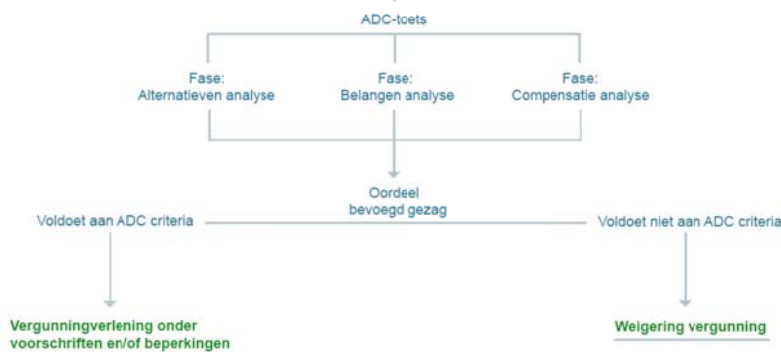 ADC-toets
Fase:
Alternatieven analyse
Fase:
Belangen analyse
Fase:
Compensatie analyse
Oordeel
bevoegd gezag
Voldoet aan ADC criteria
Voldoet niet aan ADC criteria
Vergunningverlening onder
voorschriften en/of beperkingen
Weigering vergunning